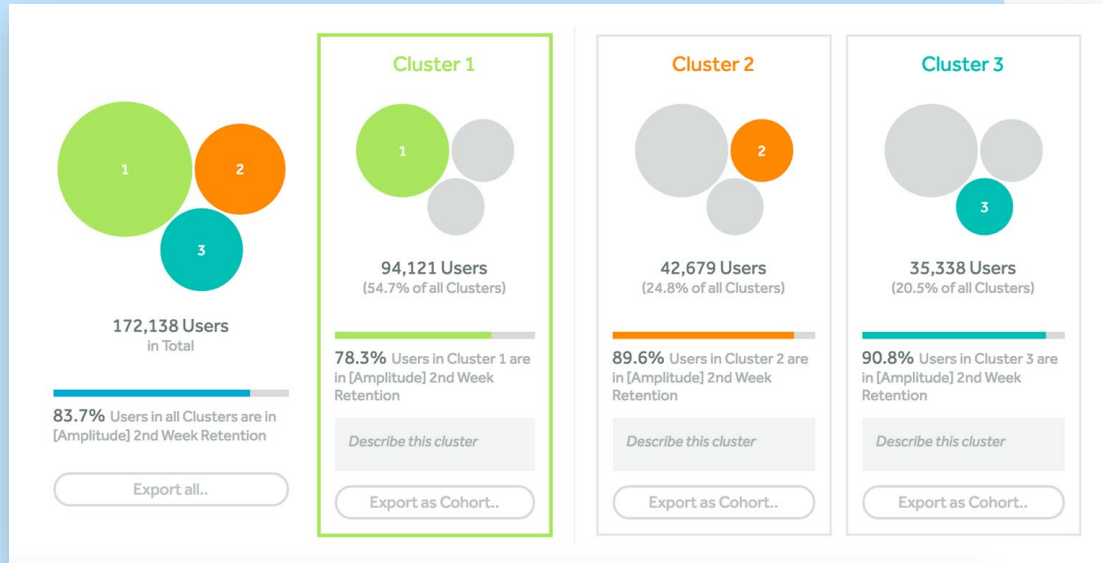 1
2
3
172,138 Users
in Total
83.7% Users in all Clusters are in
[Amplitude] 2nd Week Retention
Export all..
Cluster 1
1
94,121 Users
(54.7% of all Clusters)
78.3% Users in Cluster 1 are
in [Amplitude] 2nd Week
Retention
Describe this cluster
Export as Cohort..
Cluster 2
2
42,679 Users
(24.8% of all Clusters)
89.6% Users in Cluster 2 are
in [Amplitude] 2nd Week
Retention
Describe this cluster
Export as Cohort..
Cluster 3
3
35,338 Users
(20.5% of all Clusters)
90.8% Users in Cluster 3 are
in [Amplitude] 2nd Week
Retention
Describe this cluster
Export as Cohort..